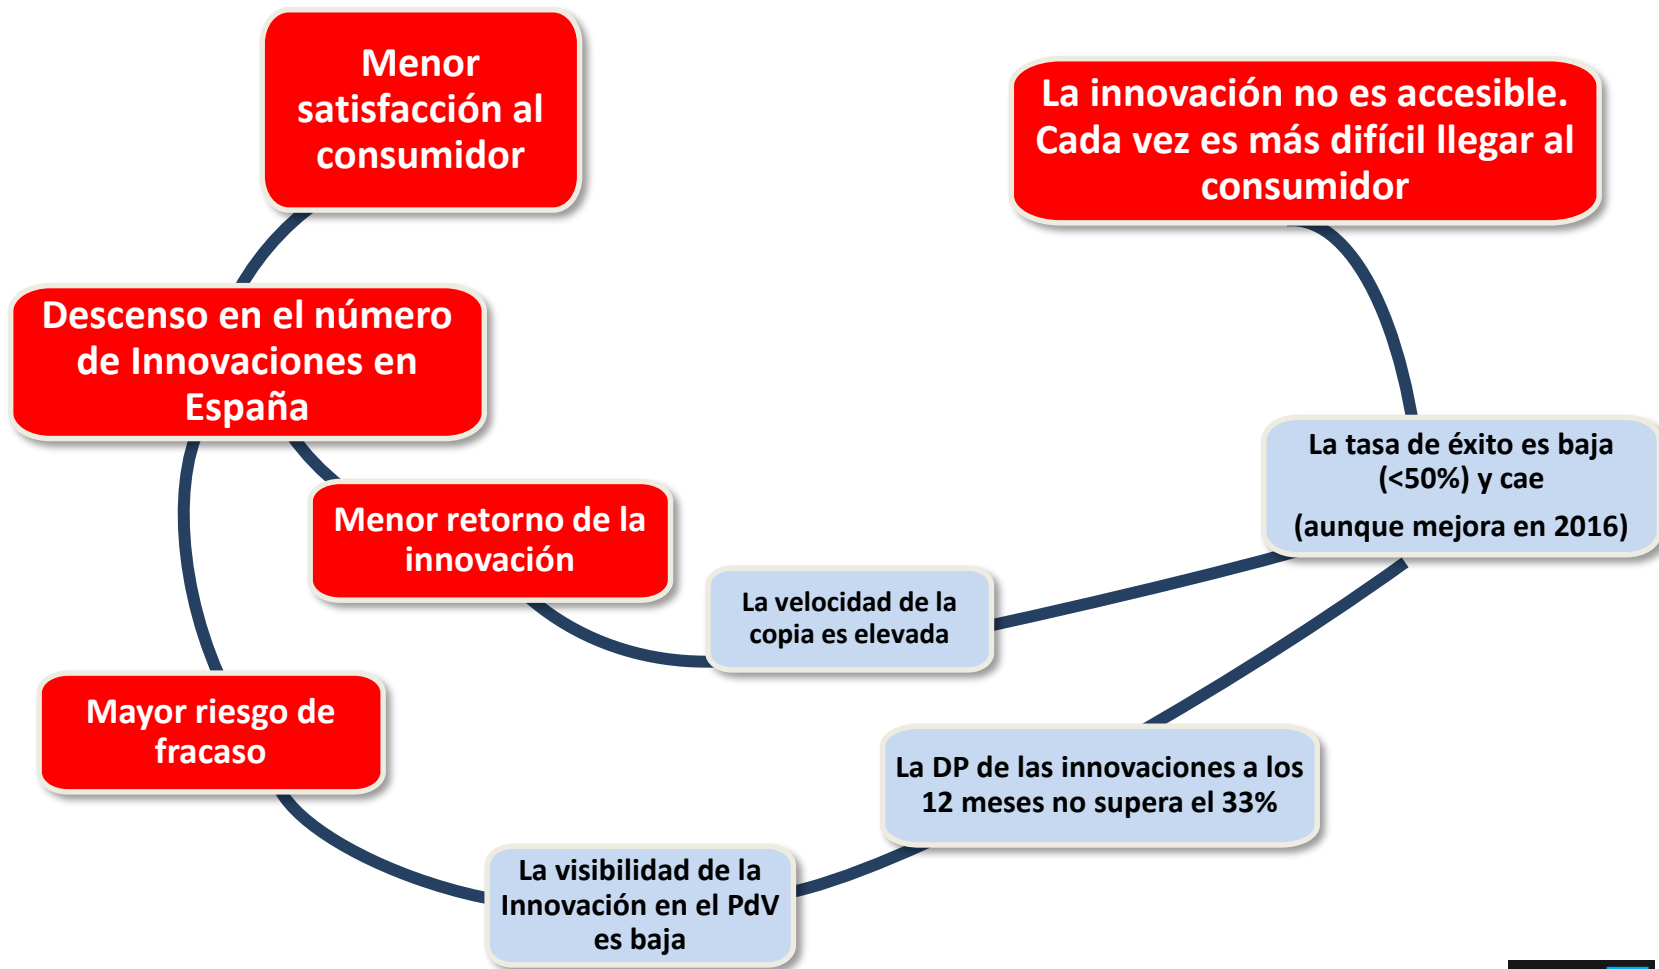 Menor
satisfacción al
consumidor
La innovación no es accesible.
Cada vez es más difícil llegar al
consumidor
Descenso en el número
de Innovaciones en
España
La tasa de éxito es baja
(<50%) y cae
(aunque mejora en 2016)
Menor retorno de la
innovación
La velocidad de la
copia es elevada
Mayor riesgo de
fracaso
La DP de las innovaciones a los
12 meses no supera el 33%
La visibilidad de la
Innovación en el PdV
es baja